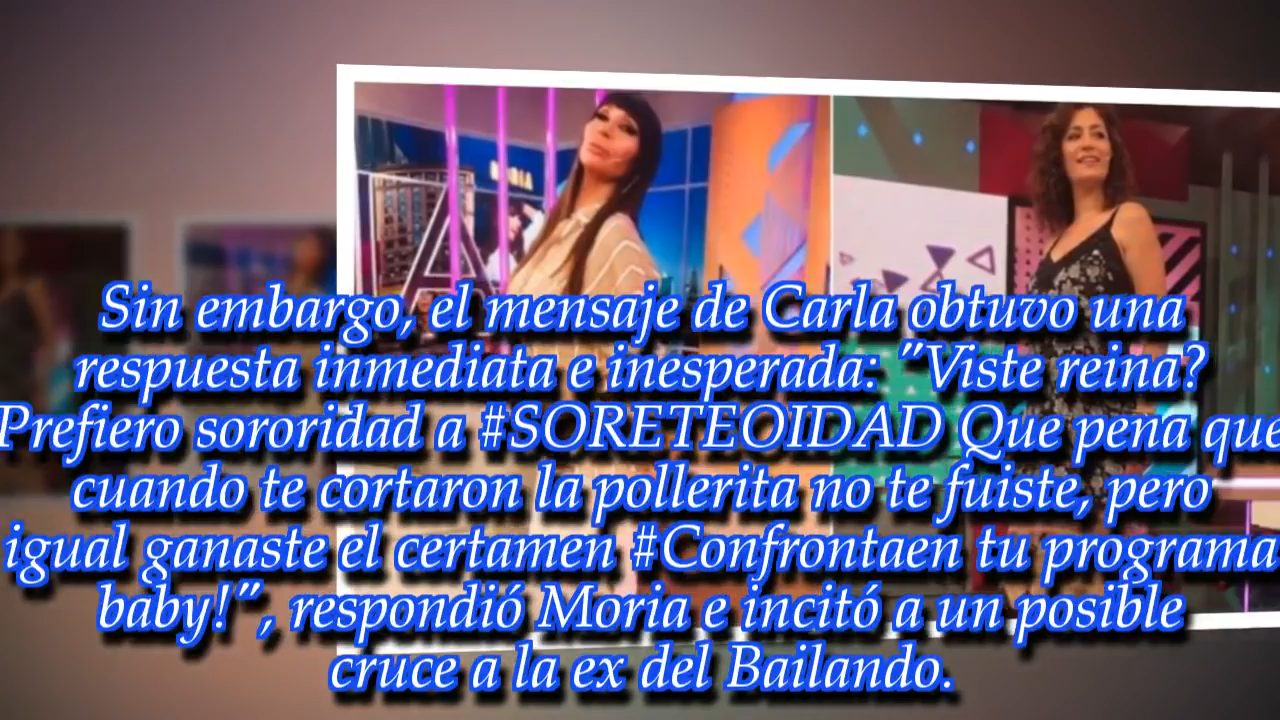 MORIA
A
Sin embargo, el mensaje de Carla obtuvo una
respuesta inmediata e inesperada: "Viste reina?
Prefiero sororidad a #SORETEOIDAD Que pena que
cuando te cortaron la pollerita no te fuiste, pero
igual ganaste el certamen #Confrontaen tu programa
baby!", respondió Moria e incitó a un posible
cruce a la ex del Bailando.